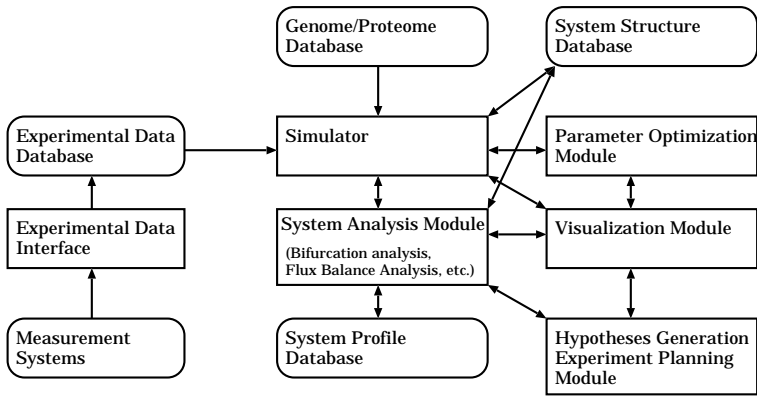 Genome/Proteome
Database
System Structure
Database
Experimental Data
Database
Simulator
Parameter Optimization
Module
Experimental Data
Interface
System Analysis Module
(Bifurcation analysis,
Flux Balance Analysis, etc.)
Visualization Module
Measurement
Systems
System Profile
Database
Hypotheses Generation
Experiment Planning
Module